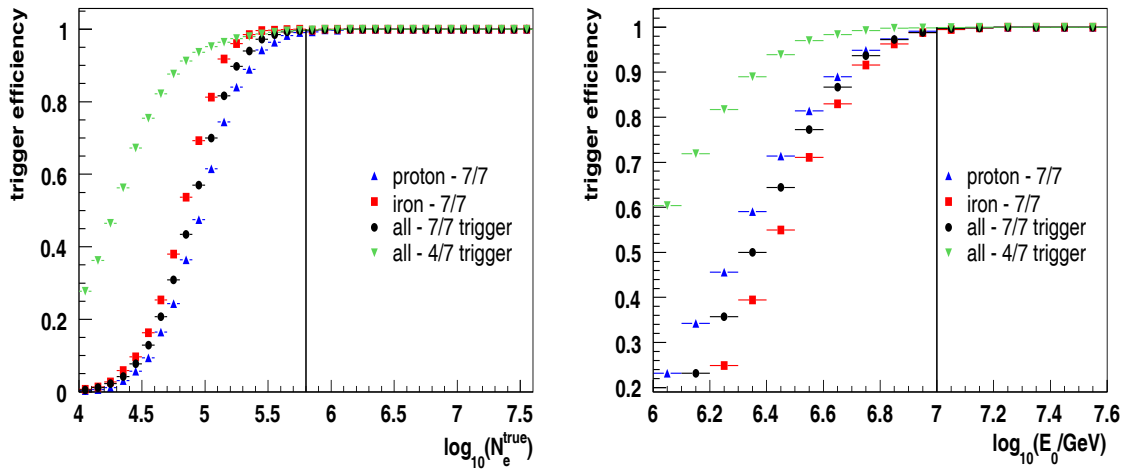 trigger efficiency
1
0.8
0.6
0.4
0.2
0
4 4.5 5 5.5 6 6.5 7 7.5
log10(N_e^true)
proton - 7/7
iron - 7/7
all - 7/7 trigger
all - 4/7 trigger
trigger efficiency
1
0.9
0.8
0.7
0.6
0.5
0.4
0.3
0.2
6 6.2 6.4 6.6 6.8 7 7.2 7.4 7.6
log10(E0/GeV)
proton - 7/7
iron - 7/7
all - 7/7 trigger
all - 4/7 trigger